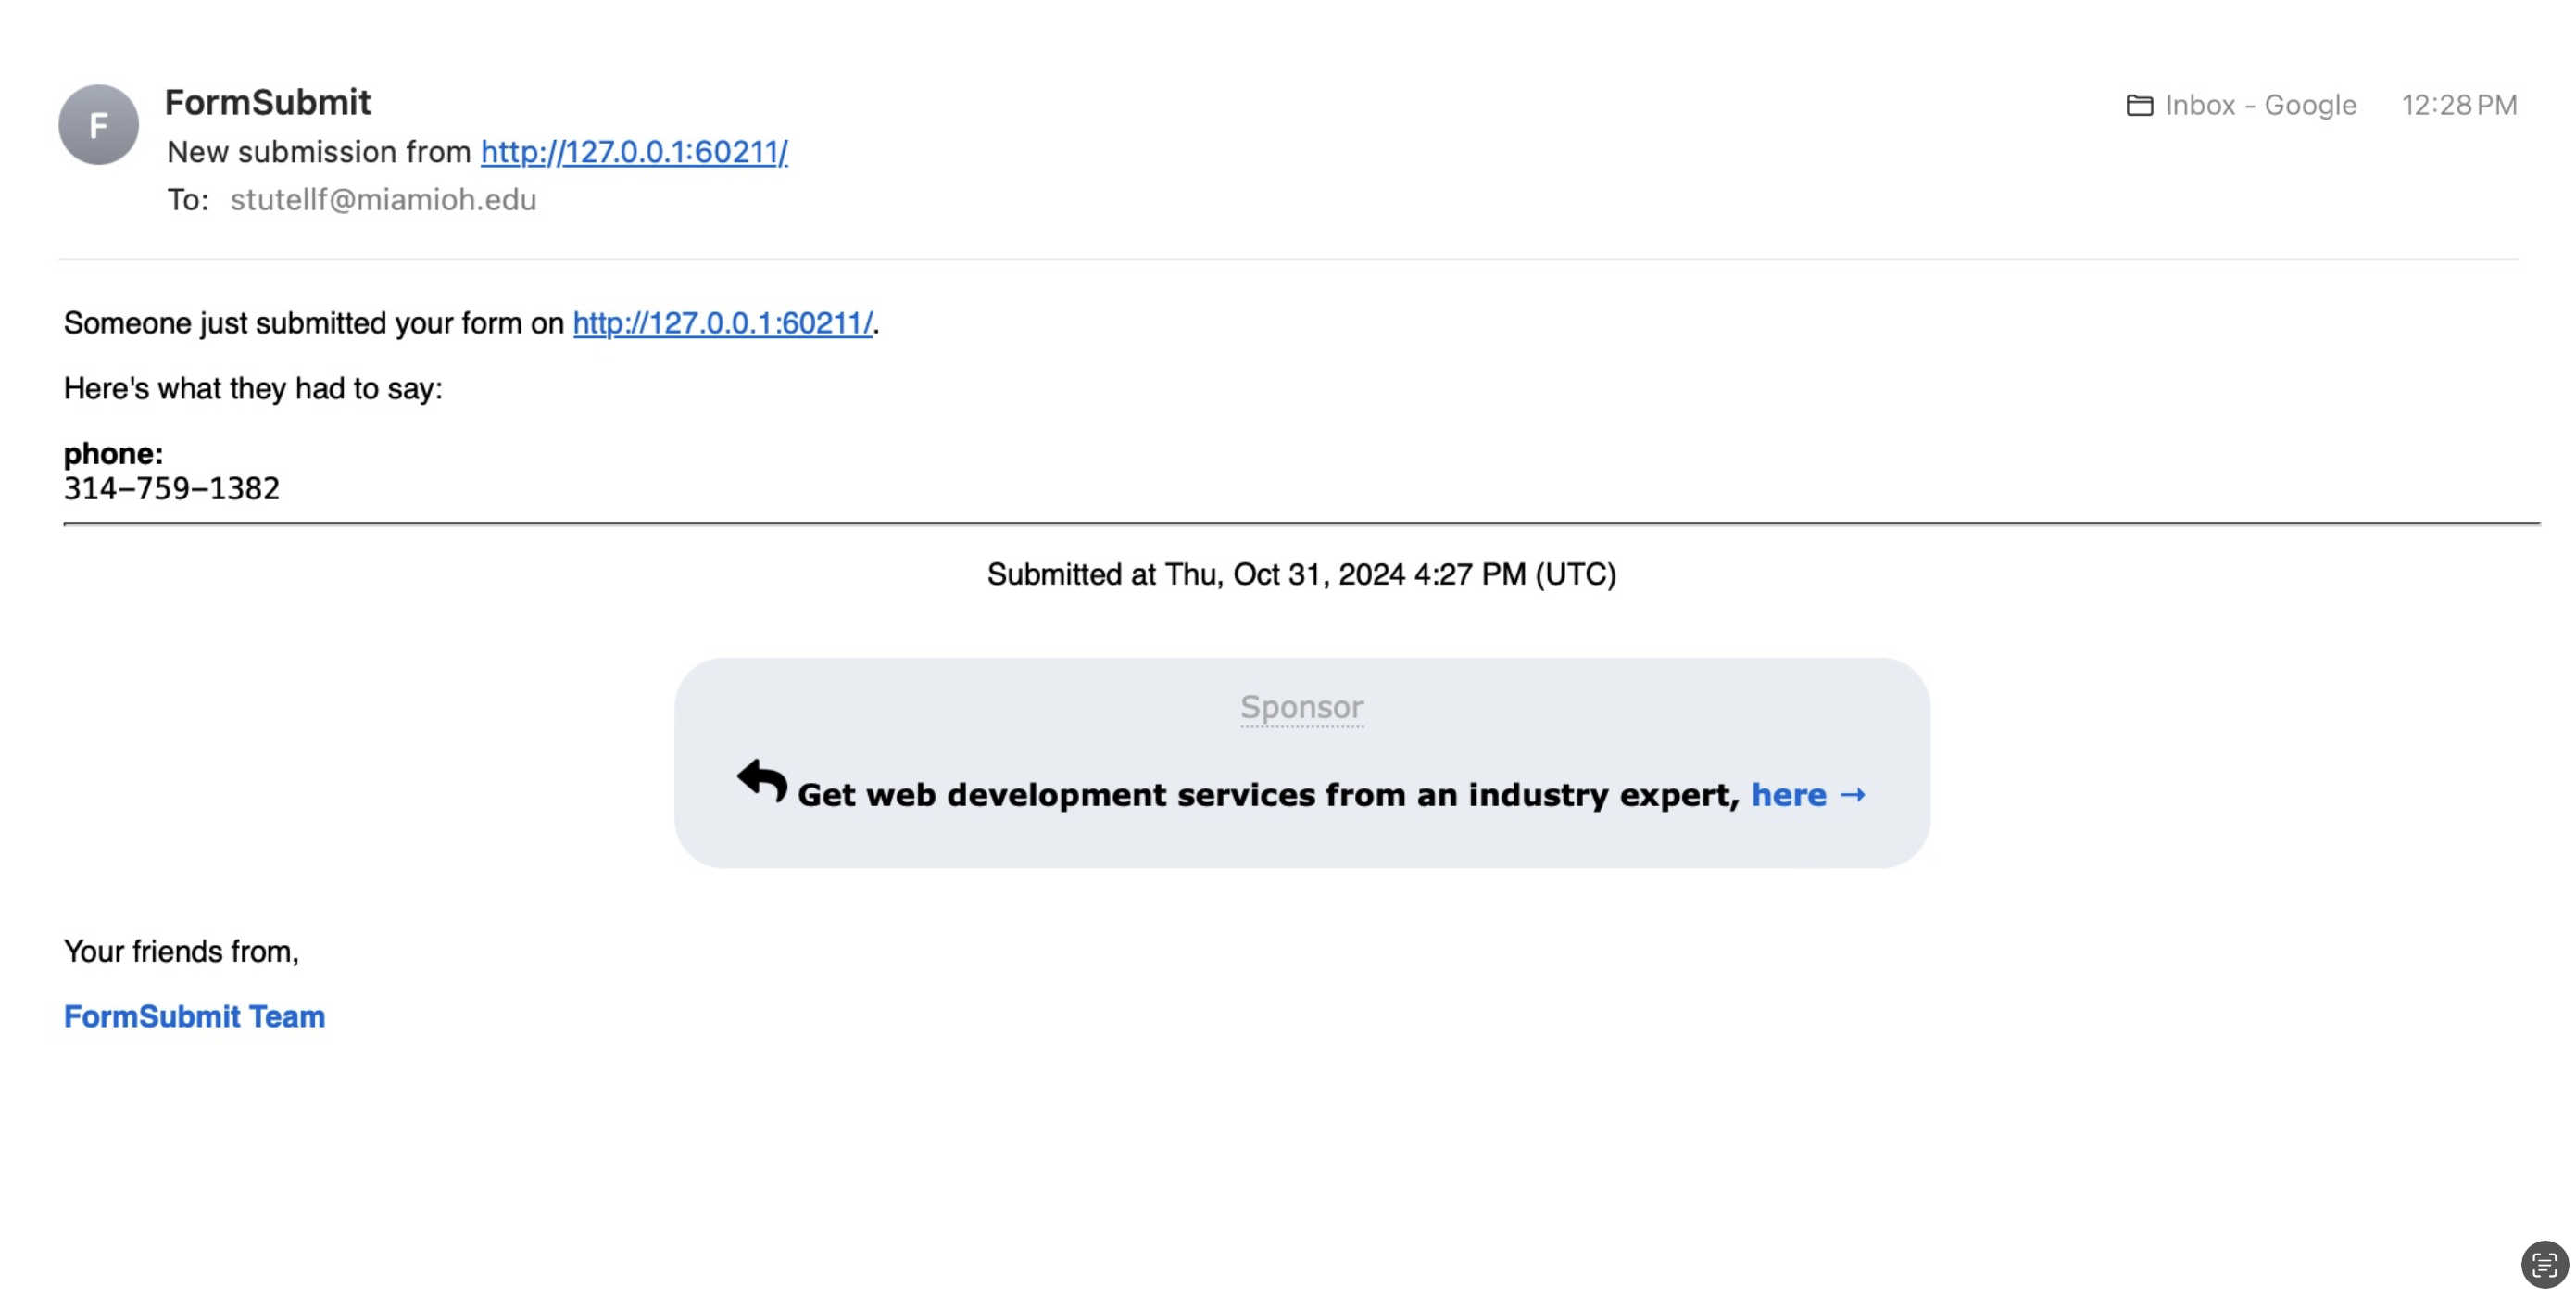 F
FormSubmit
Inbox - Google 12:28 PM
New submission from http://127.0.0.1:60211/
To: stutellf@miamioh.edu
Someone just submitted your form on http://127.0.0.1:60211/.
Here's what they had to say:
phone:
314–759–1382
Submitted at Thu, Oct 31, 2024 4:27 PM (UTC)
Sponsor
Get web development services from an industry expert, here →
Your friends from,
FormSubmit Team